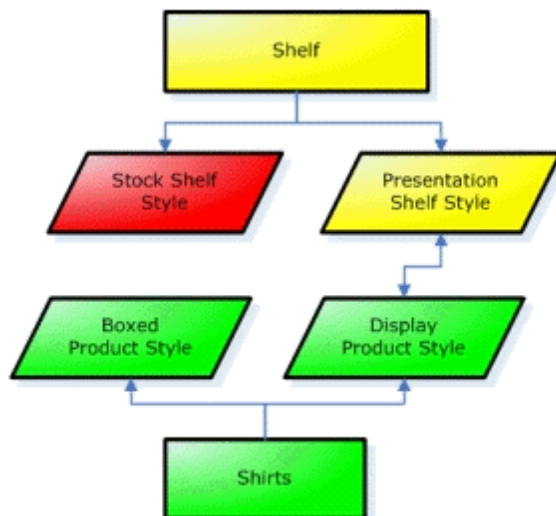 Shelf
Stock Shelf
Style
Presentation
Shelf Style
Boxed
Product Style
Display
Product Style
Shirts